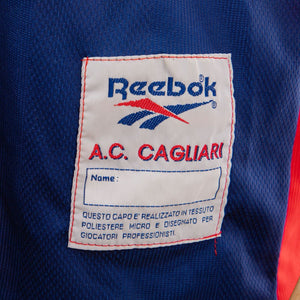 Reebok
A.C. CAGLIARI
Name:
QUESTO CAPO E' REALIZZATO IN TESSUTO
POLIESTERE MICRO E DISEGNATO PER
GIOCATORI PROFESSIONISTI.